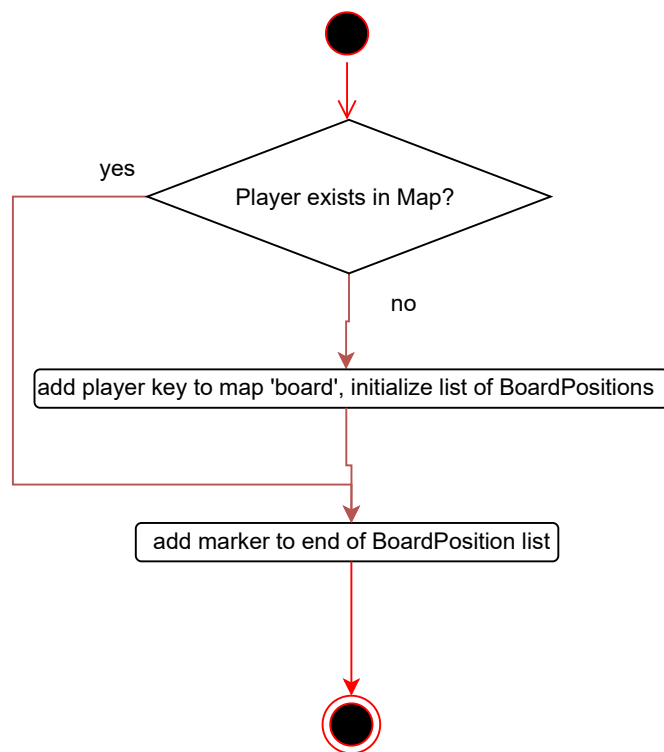 yes
Player exists in Map?
no
add player key to map 'board', initialize list of BoardPositions
add marker to end of BoardPosition list